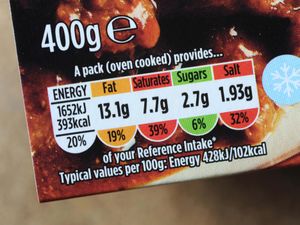 400g e
A pack (oven cooked) provides...
ENERGY Fat Saturates Sugars Salt
1652kJ
393kcal 13.1g 7.7g 2.7g 1.93g
20% 19% 39% 6% 32%
of your Reference Intake*
Typical values per 100g: Energy 428kJ/102kcal